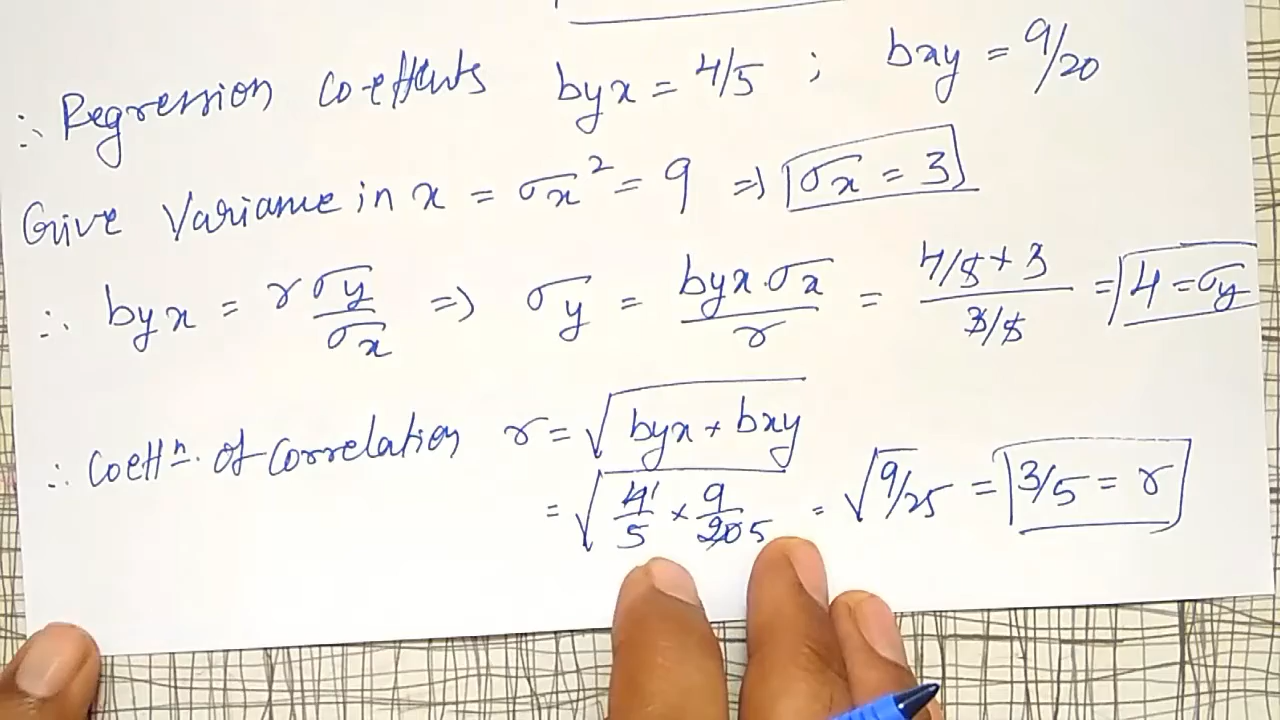 ∴ Regression co-effents byx = 4/5 ; bxy = 9/20
Give Variance in x = σx² = 9 ⇒ σx = 3
∴ byx = r σy/σx ⇒ σy = byx.σx/r = 4/5 × 3 / 3/5 = 4 = σy
∴ Coeffn. of correlation r = √byx × bxy
= √4/5 × 9/20 5 = √9/25 = 3/5 = r